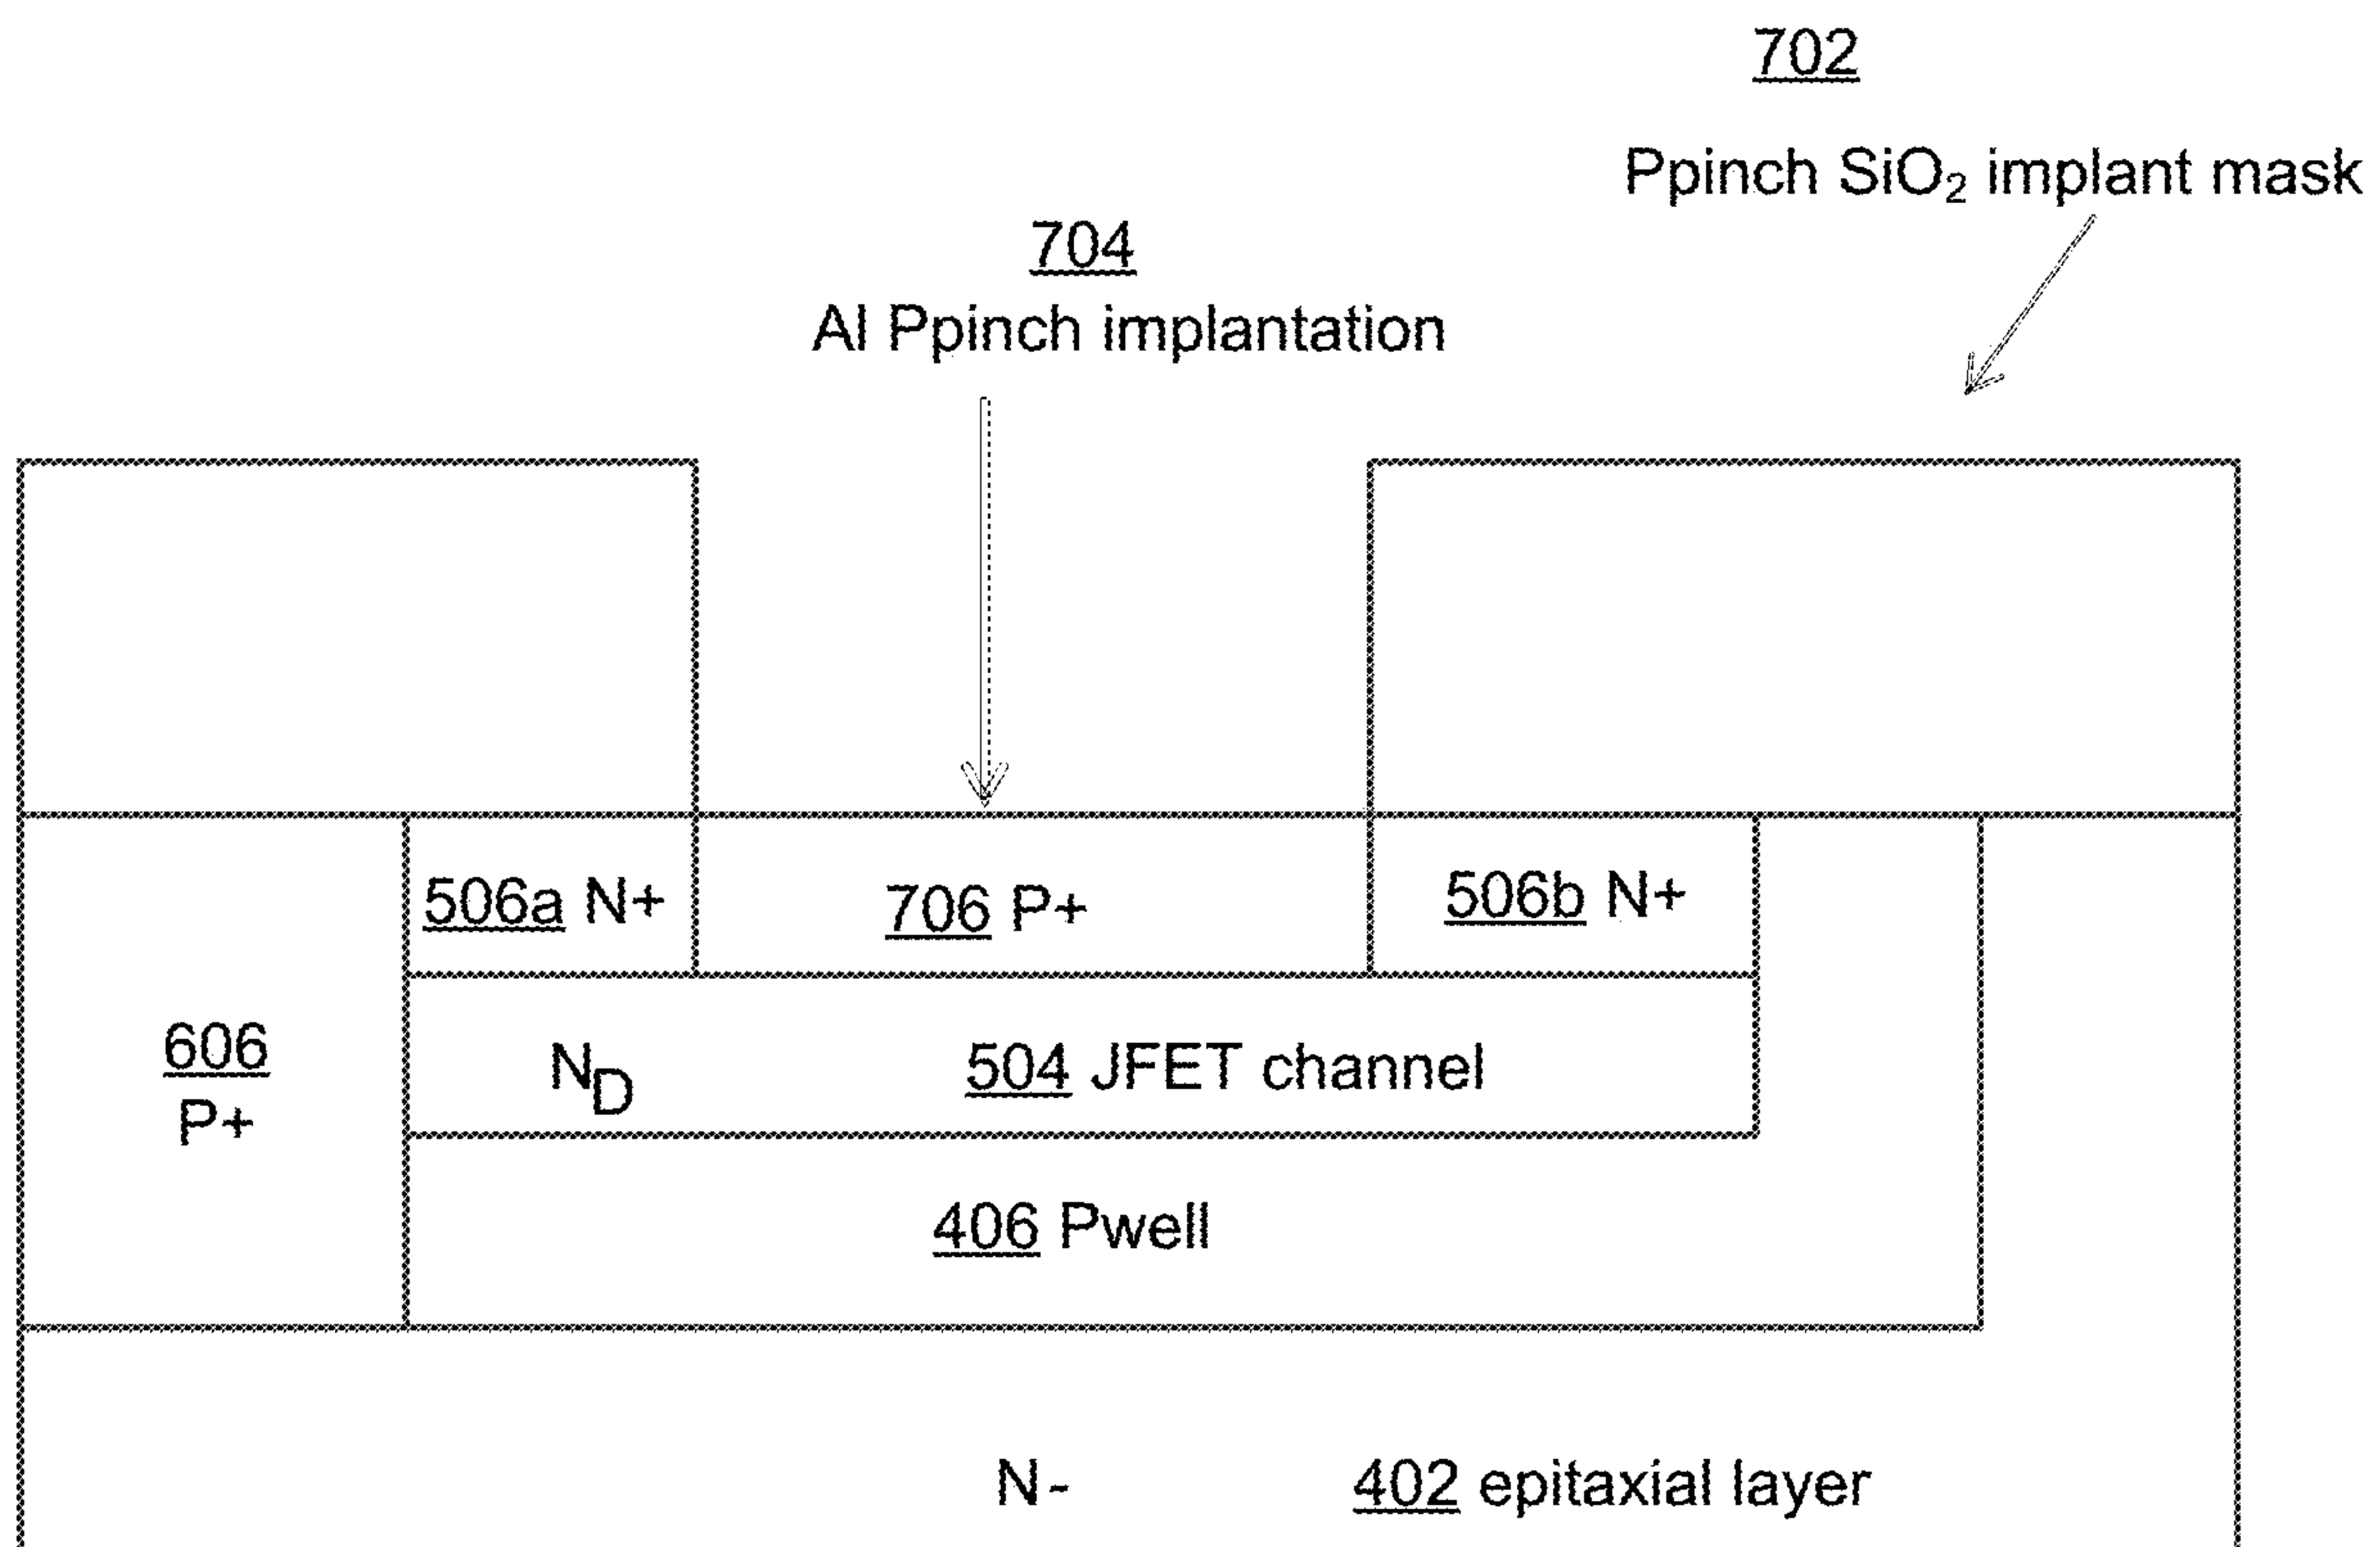 702
Ppinch SiO₂ implant mask
704
Al Ppinch implantation
506a N+
706 P+
506b N+
606
P+
N_D
504 JFET channel
406 Pwell
N-
402 epitaxial layer